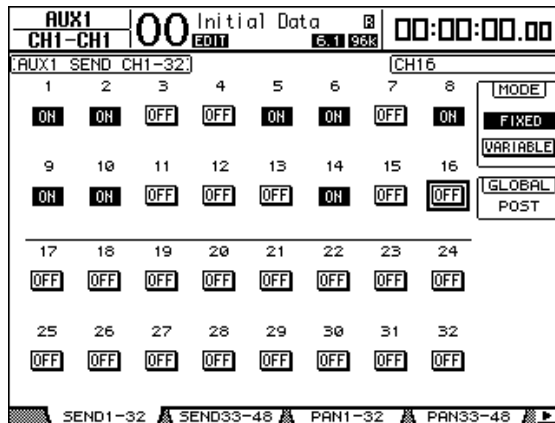 AUX1 00 Initial Data R 00:00:00.00
CH1-CH1 EDIT 6.1 96k
AUX1 SEND CH1-32 CH16
1 2 3 4 5 6 7 8 MODE
ON ON OFF OFF ON ON OFF ON FIXED
VARIABLE
9 10 11 12 13 14 15 16
ON ON OFF OFF OFF ON OFF OFF GLOBAL
POST
17 18 19 20 21 22 23 24
OFF OFF OFF OFF OFF OFF OFF OFF
25 26 27 28 29 30 31 32
OFF OFF OFF OFF OFF OFF OFF OFF
SEND1-32 SEND33-48 PAN1-32 PAN33-48